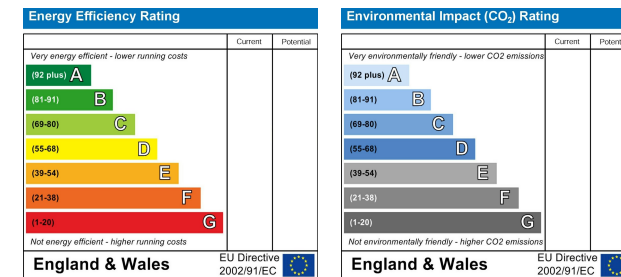 Energy Efficiency Rating
Current Potential
Very energy efficient - lower running costs
(92 plus) A
(81-91) B
(69-80) C
(55-68) D
(39-54) E
(21-38) F
(1-20) G
Not energy efficient - higher running costs
England & Wales
EU Directive
2002/91/EC
Environmental Impact (CO₂) Rating
Current Potent
Very environmentally friendly - lower CO2 emissions
(92 plus) A
(81-91) B
(69-80) C
(55-68) D
(39-54) E
(21-38) F
(1-20) G
Not environmentally friendly - higher CO2 emissions
England & Wales
EU Directive
2002/91/EC